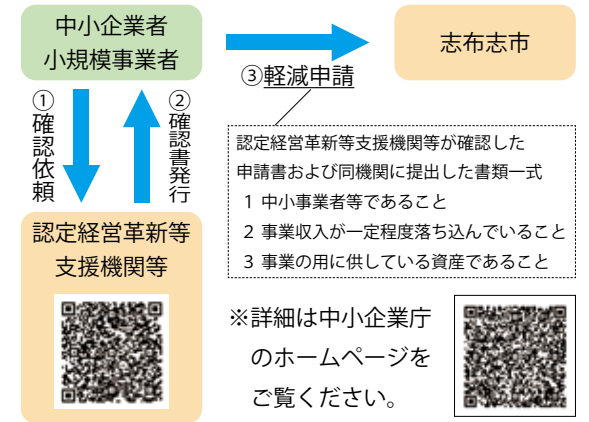 中小企業者
小規模事業者
志布志市
③軽減申請
①確認依頼
②確認書発行
認定経営革新等支援機関等が確認した
申請書および同機関に提出した書類一式
1 中小事業者等であること
2 事業収入が一定程度落ち込んでいること
3 事業の用に供している資産であること
認定経営革新等
支援機関等
※詳細は中小企業庁
のホームページを
ご覧ください。